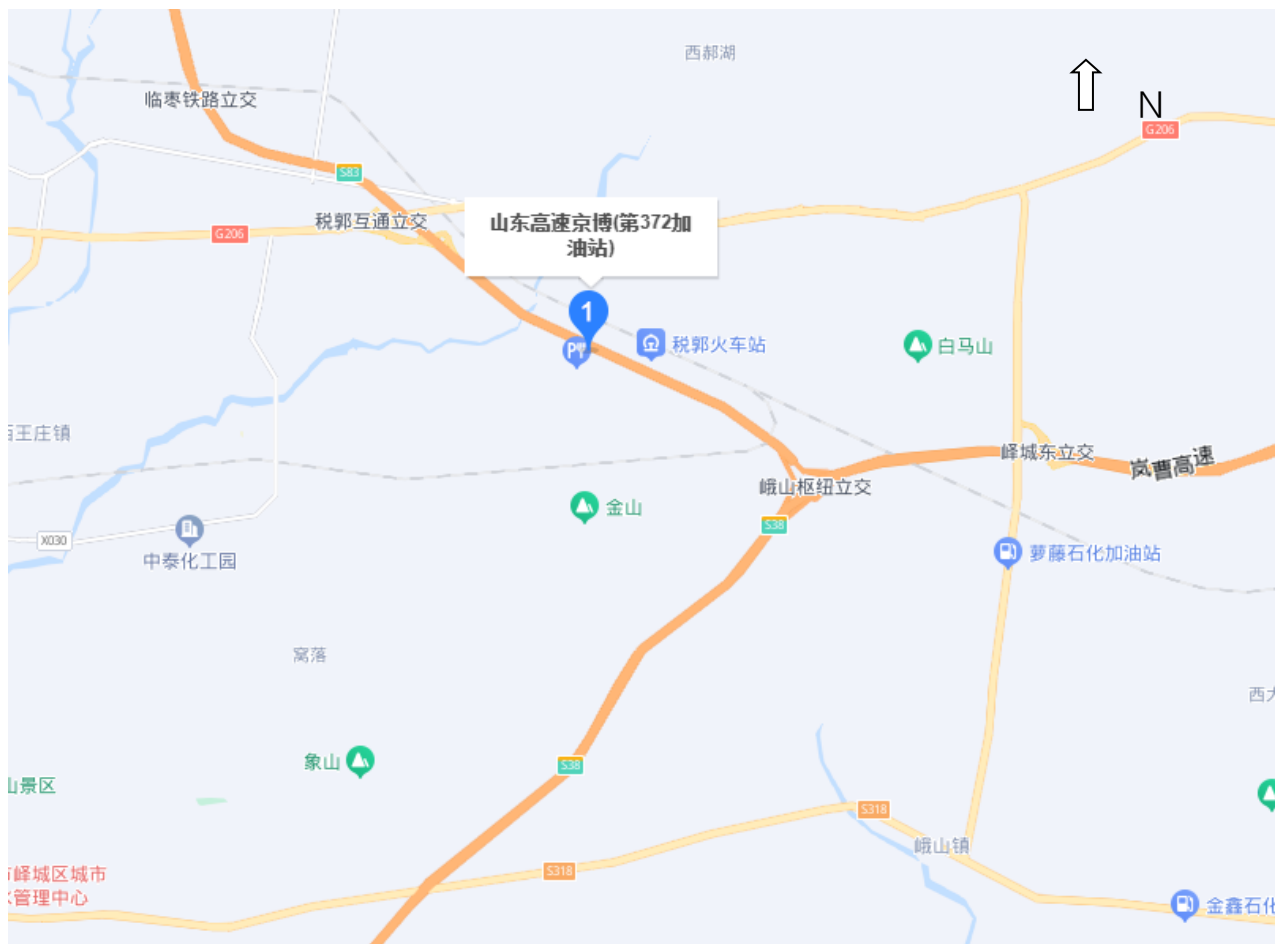 西郝湖
N
临枣铁路立交
G206
S83
山东高速京博(第372加
油站)
税郭互通立交
G206
1
P
税郭火车站
白马山
王庄镇
峄城东立交
岚曹高速
峨山枢纽立交
金山
S38
X030
中泰化工园
萝藤石化加油站
窝落
西
象山
S38
山景区
S318
峨山镇
峄城区城市
S318
管理中心
金鑫石化